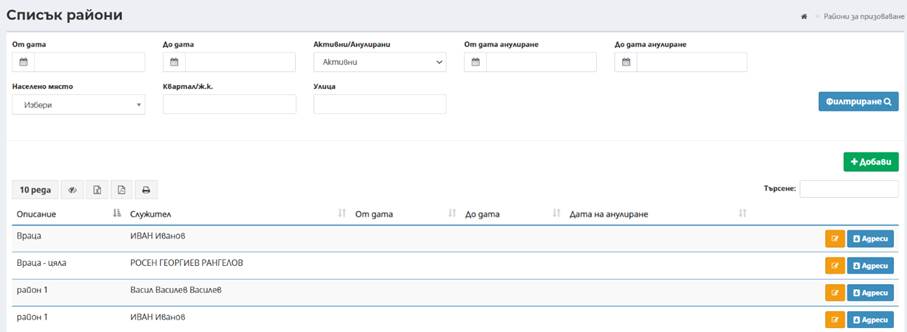 Списък райони
Райони за призоваване
От дата До дата Активни/Анулирани От дата анулиране До дата анулиране
Активни
Населено място Квартал/ж.к. Улица
Избери
Филтриране
+ Добави
10 реда
Търсене:
Описание Служител От дата До дата Дата на анулиране
Враца ИВАН Иванов Адреси
Враца - цяла РОСЕН ГЕОРГИЕВ РАНГЕЛОВ Адреси
район 1 Васил Василев Василев Адреси
район 1 ИВАН Иванов Адреси